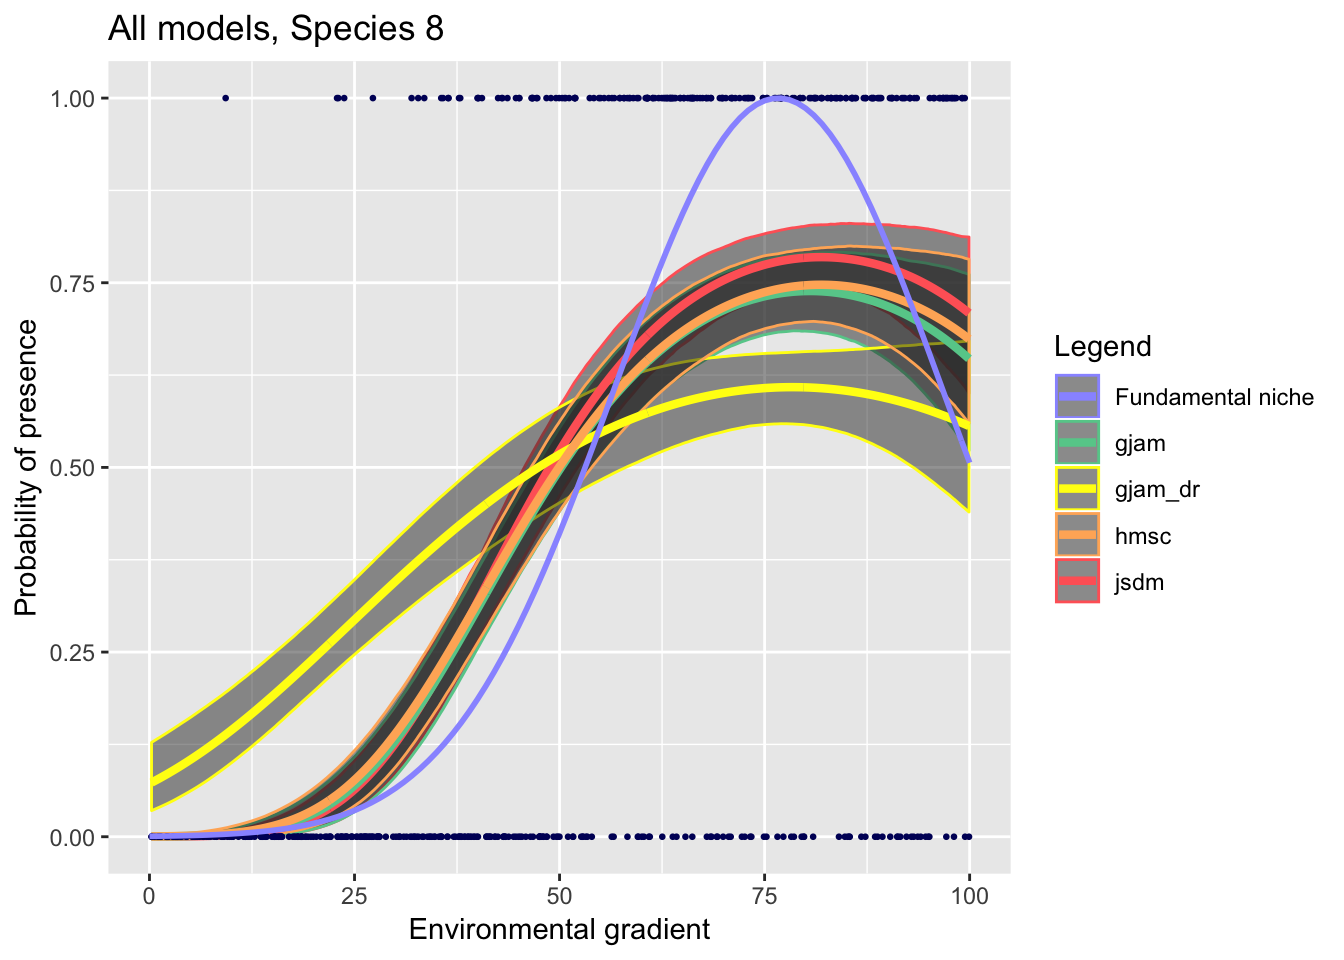 All models, Species 8
1.00
0.75
0.50
0.25
0.00
Probability of presence
0 25 50 75 100
Environmental gradient
Legend
Fundamental niche
gjam
gjam_dr
hmsc
jsdm